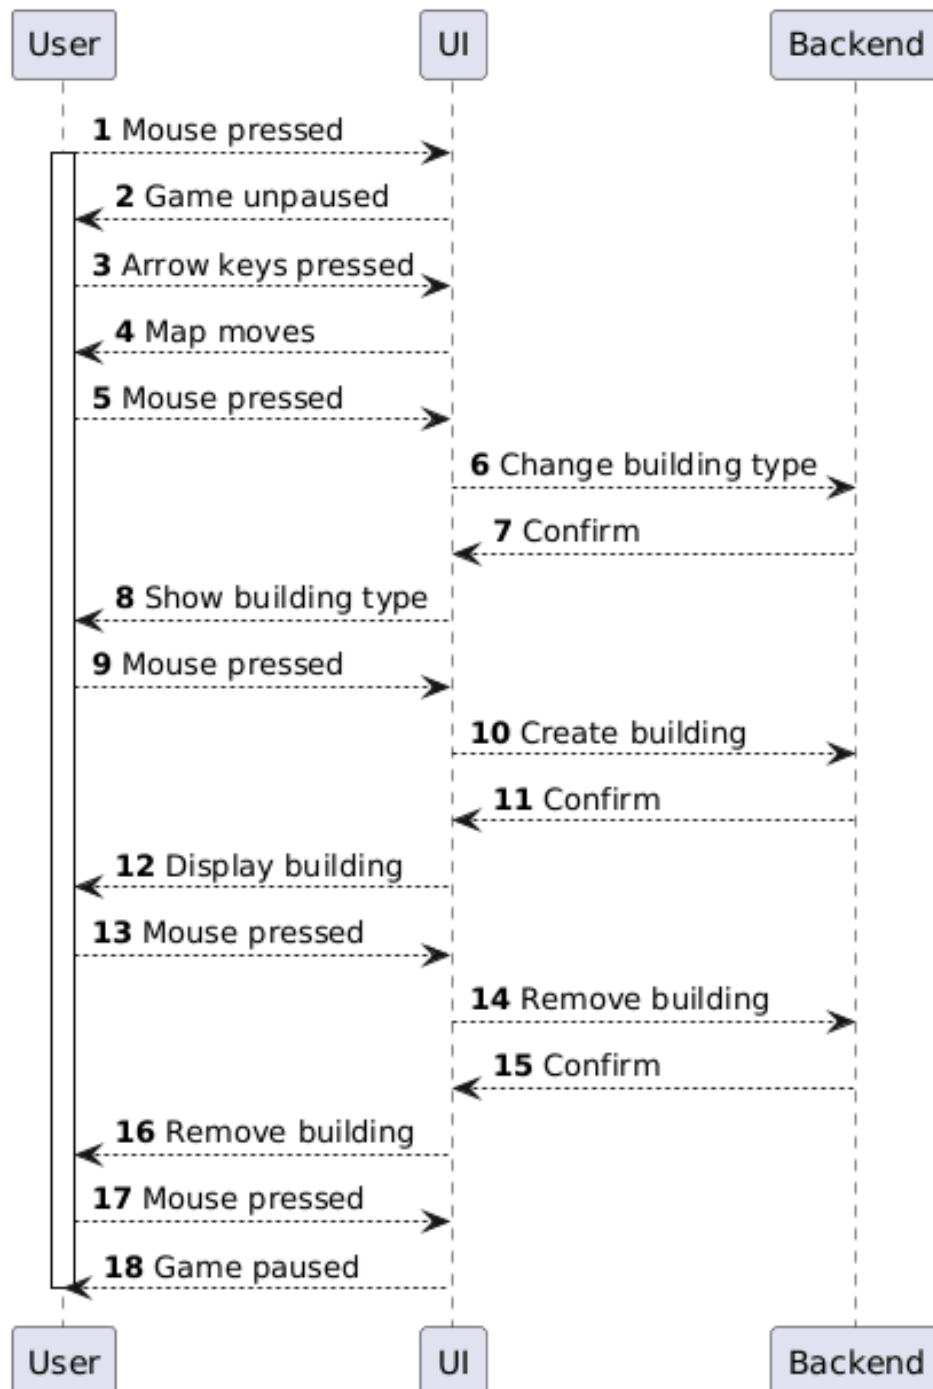 User UI Backend
1 Mouse pressed
2 Game unpaused
3 Arrow keys pressed
4 Map moves
5 Mouse pressed
6 Change building type
7 Confirm
8 Show building type
9 Mouse pressed
10 Create building
11 Confirm
12 Display building
13 Mouse pressed
14 Remove building
15 Confirm
16 Remove building
17 Mouse pressed
18 Game paused
User UI Backend